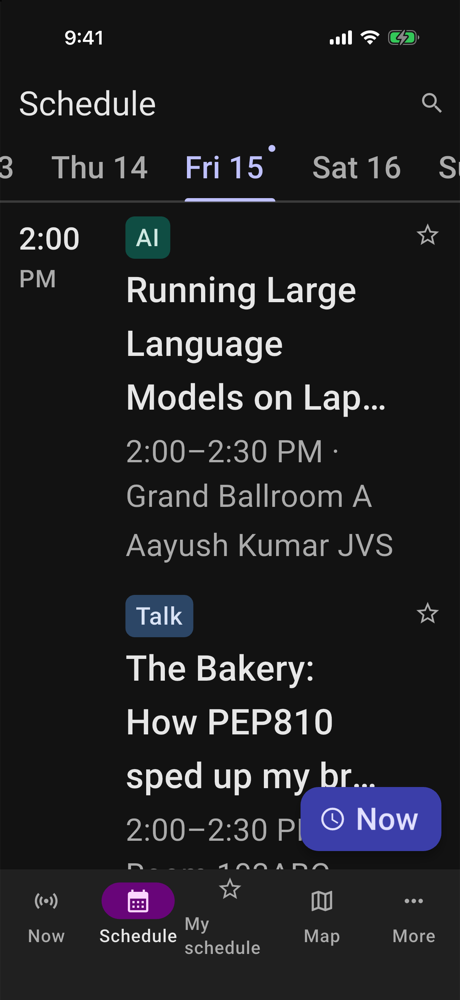 9:41
Schedule
3 Thu 14 Fri 15 Sat 16
2:00
PM
AI
Running Large
Language
Models on Lap…
2:00–2:30 PM ·
Grand Ballroom A
Aayush Kumar JVS
Talk
The Bakery:
How PEP810
sped up my br…
2:00–2:30
Now
Now
Schedule
My
schedule
Map
More